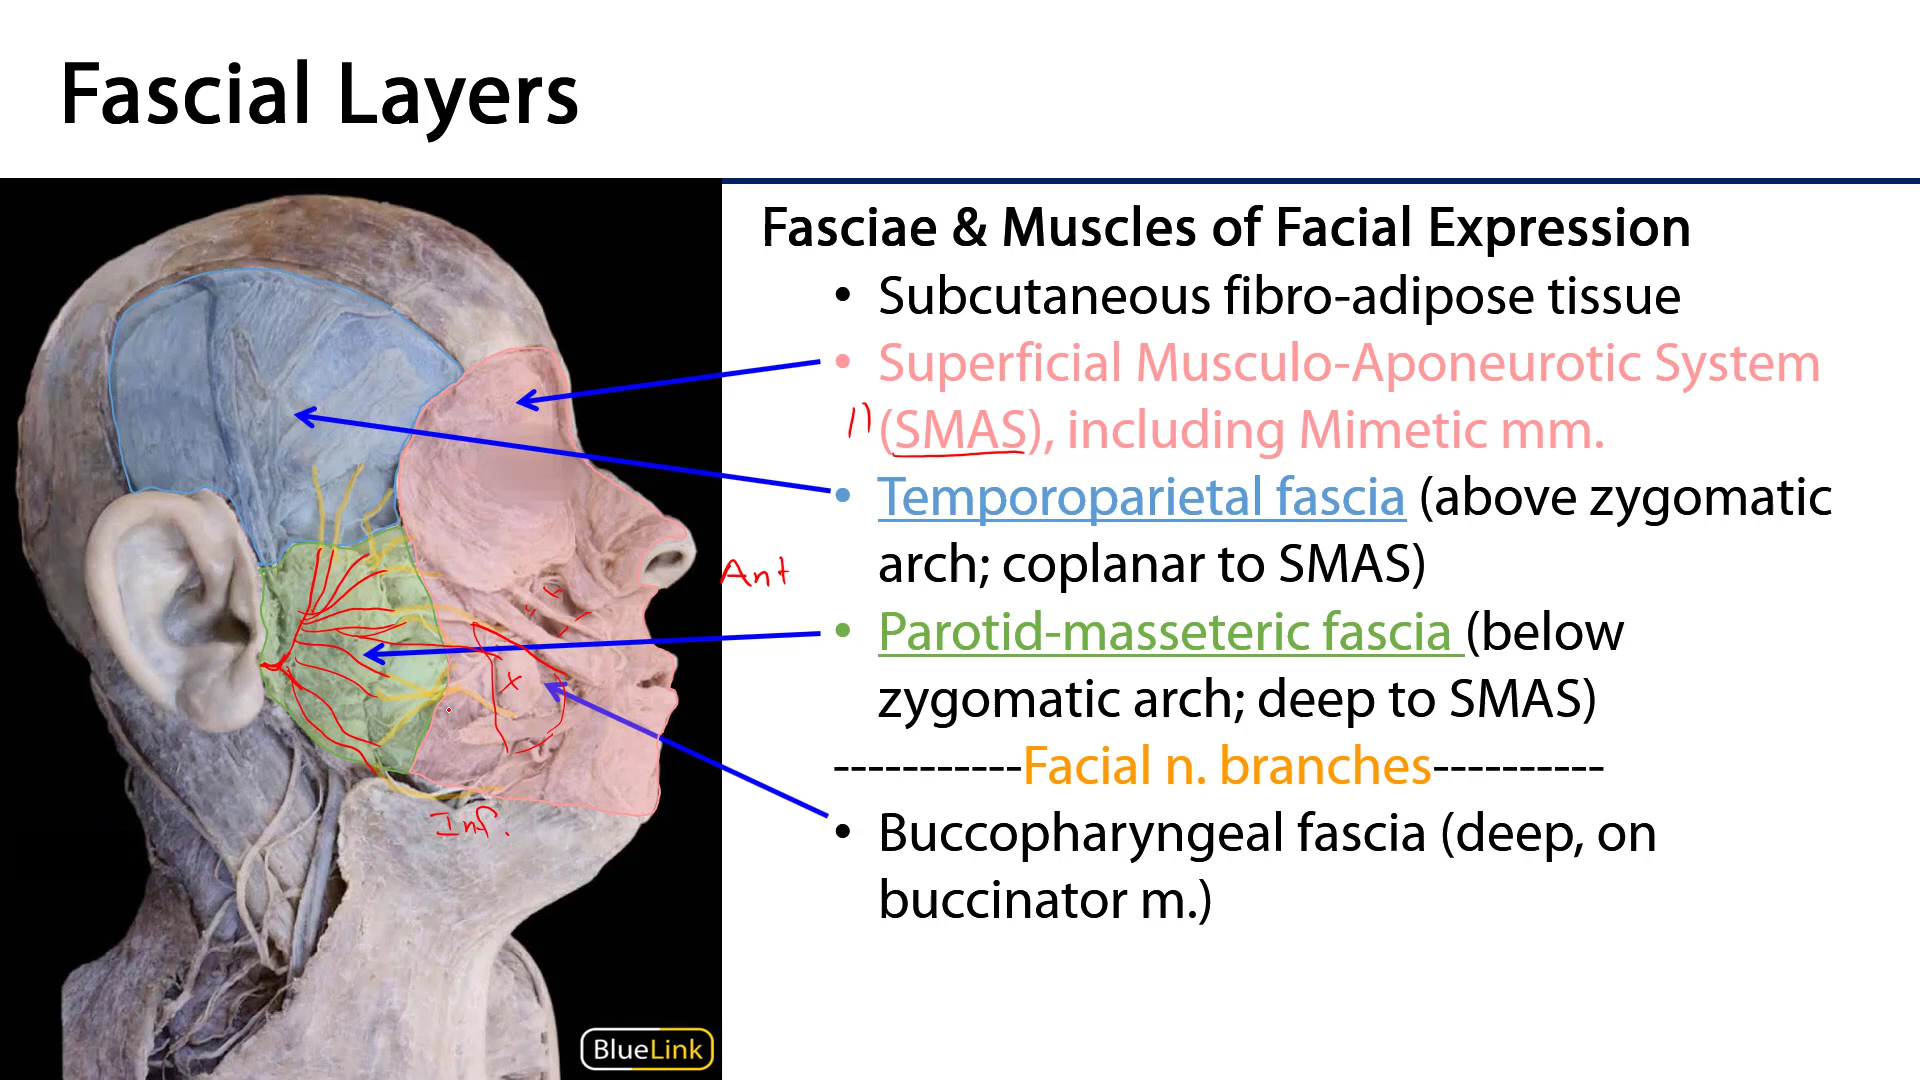 Fascial Layers
Fasciae & Muscles of Facial Expression
• Subcutaneous fibro-adipose tissue
• Superficial Musculo-Aponeurotic System
(SMAS), including Mimetic mm.
• Temporoparietal fascia (above zygomatic
arch; coplanar to SMAS)
• Parotid-masseteric fascia (below
zygomatic arch; deep to SMAS)
-----------Facial n. branches----------
• Buccopharyngeal fascia (deep, on
buccinator m.)
Ant
x
Inf.
BlueLink